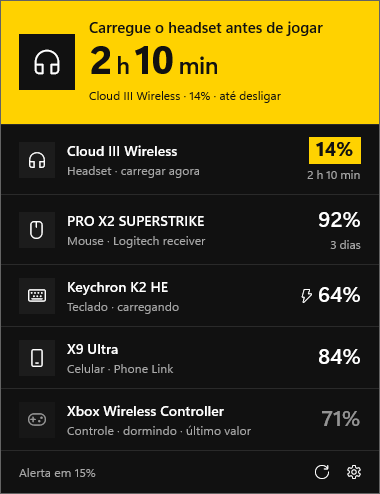 Carregue o headset antes de jogar
2 h 10 min
Cloud III Wireless · 14% · até desligar
Cloud III Wireless
14%
Headset · carregar agora
2 h 10 min
PRO X2 SUPERSTRIKE
92%
Mouse · Logitech receiver
3 dias
Keychron K2 HE
64%
Teclado · carregando
X9 Ultra
84%
Celular · Phone Link
Xbox Wireless Controller
71%
Controle · dormindo · último valor
Alerta em 15%